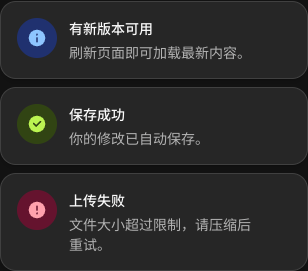 有新版本可用
刷新页面即可加载最新内容。
保存成功
你的修改已自动保存。
上传失败
文件大小超过限制，请压缩后
重试。